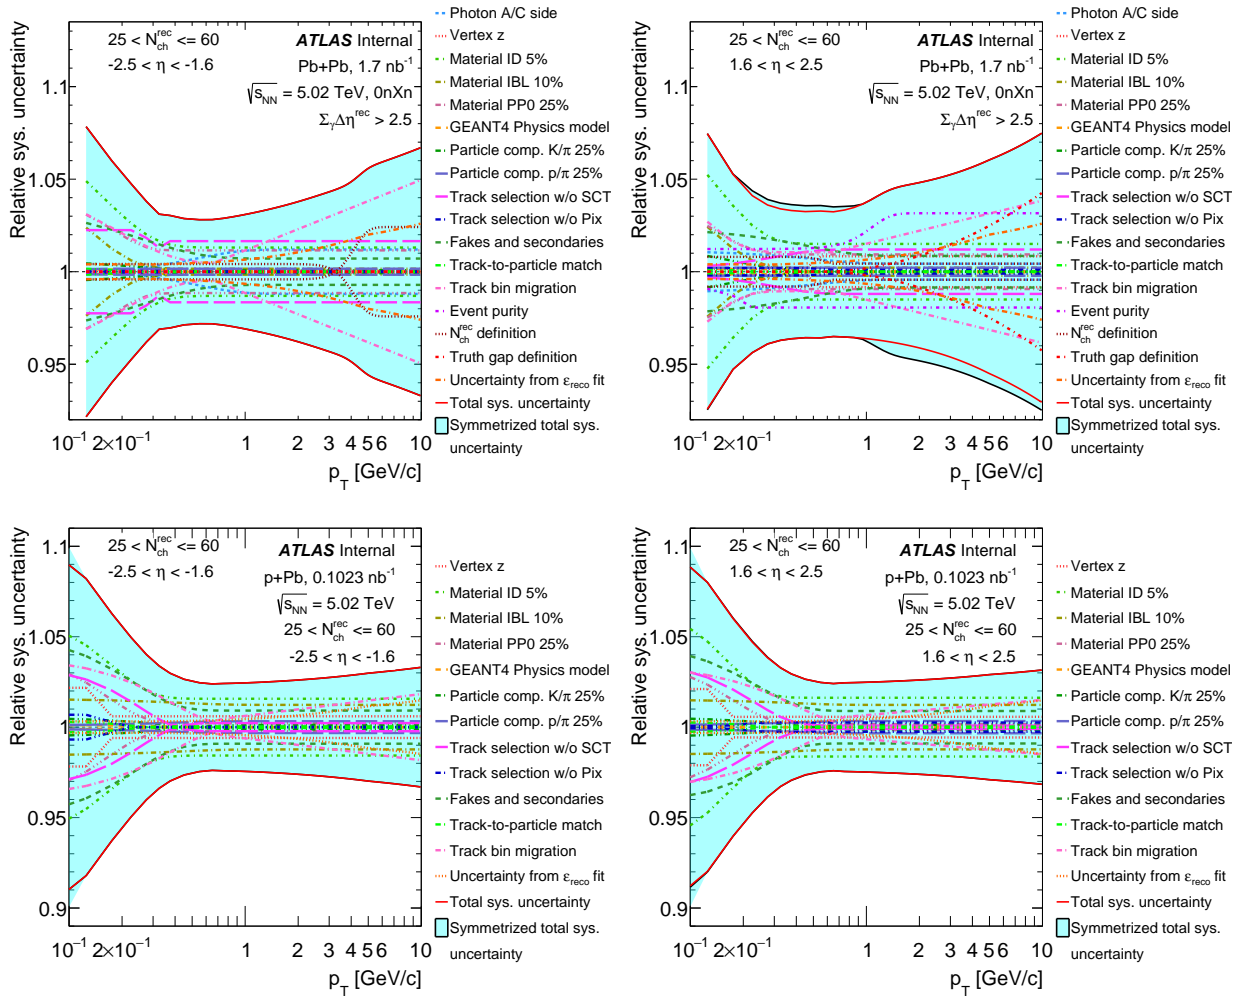 Relative sys. uncertainty
1.1
1.05
1
0.95
25 < N_ch^rec <= 60
-2.5 < η < -1.6
ATLAS Internal
Pb+Pb, 1.7 nb⁻¹
√s_NN = 5.02 TeV, 0nXn
Σ_γ Δη^rec > 2.5
10⁻¹ 2×10⁻¹ 1 2 3 4 5 6 10
p_T [GeV/c]
Photon A/C side
Vertex z
Material ID 5%
Material IBL 10%
Material PP0 25%
GEANT4 Physics model
Particle comp. K/π 25%
Particle comp. p/π 25%
Track selection w/o SCT
Track selection w/o Pix
Fakes and secondaries
Track-to-particle match
Track bin migration
Event purity
N_ch^rec definition
Truth gap definition
Uncertainty from ε_reco fit
Total sys. uncertainty
Symmetrized total sys.
uncertainty
Relative sys. uncertainty
1.1
1.05
1
0.95
25 < N_ch^rec <= 60
1.6 < η < 2.5
ATLAS Internal
Pb+Pb, 1.7 nb⁻¹
√s_NN = 5.02 TeV, 0nXn
Σ_γ Δη^rec > 2.5
10⁻¹ 2×10⁻¹ 1 2 3 4 5 6 10
p_T [GeV/c]
Photon A/C side
Vertex z
Material ID 5%
Material IBL 10%
Material PP0 25%
GEANT4 Physics model
Particle comp. K/π 25%
Particle comp. p/π 25%
Track selection w/o SCT
Track selection w/o Pix
Fakes and secondaries
Track-to-particle match
Track bin migration
Event purity
N_ch^rec definition
Truth gap definition
Uncertainty from ε_reco fit
Total sys. uncertainty
Symmetrized total sys.
uncertainty
Relative sys. uncertainty
1.1
1.05
1
0.95
0.9
25 < N_ch^rec <= 60
-2.5 < η < -1.6
ATLAS Internal
p+Pb, 0.1023 nb⁻¹
√s_NN = 5.02 TeV
25 < N_ch^rec <= 60
-2.5 < η < -1.6
10⁻¹ 2×10⁻¹ 1 2 3 4 5 6 10
p_T [GeV/c]
Vertex z
Material ID 5%
Material IBL 10%
Material PP0 25%
GEANT4 Physics model
Particle comp. K/π 25%
Particle comp. p/π 25%
Track selection w/o SCT
Track selection w/o Pix
Fakes and secondaries
Track-to-particle match
Track bin migration
Uncertainty from ε_reco fit
Total sys. uncertainty
Symmetrized total sys.
uncertainty
Relative sys. uncertainty
1.1
1.05
1
0.95
0.9
25 < N_ch^rec <= 60
1.6 < η < 2.5
ATLAS Internal
p+Pb, 0.1023 nb⁻¹
√s_NN = 5.02 TeV
25 < N_ch^rec <= 60
1.6 < η < 2.5
10⁻¹ 2×10⁻¹ 1 2 3 4 5 6 10
p_T [GeV/c]
Vertex z
Material ID 5%
Material IBL 10%
Material PP0 25%
GEANT4 Physics model
Particle comp. K/π 25%
Particle comp. p/π 25%
Track selection w/o SCT
Track selection w/o Pix
Fakes and secondaries
Track-to-particle match
Track bin migration
Uncertainty from ε_reco fit
Total sys. uncertainty
Symmetrized total sys.
uncertainty